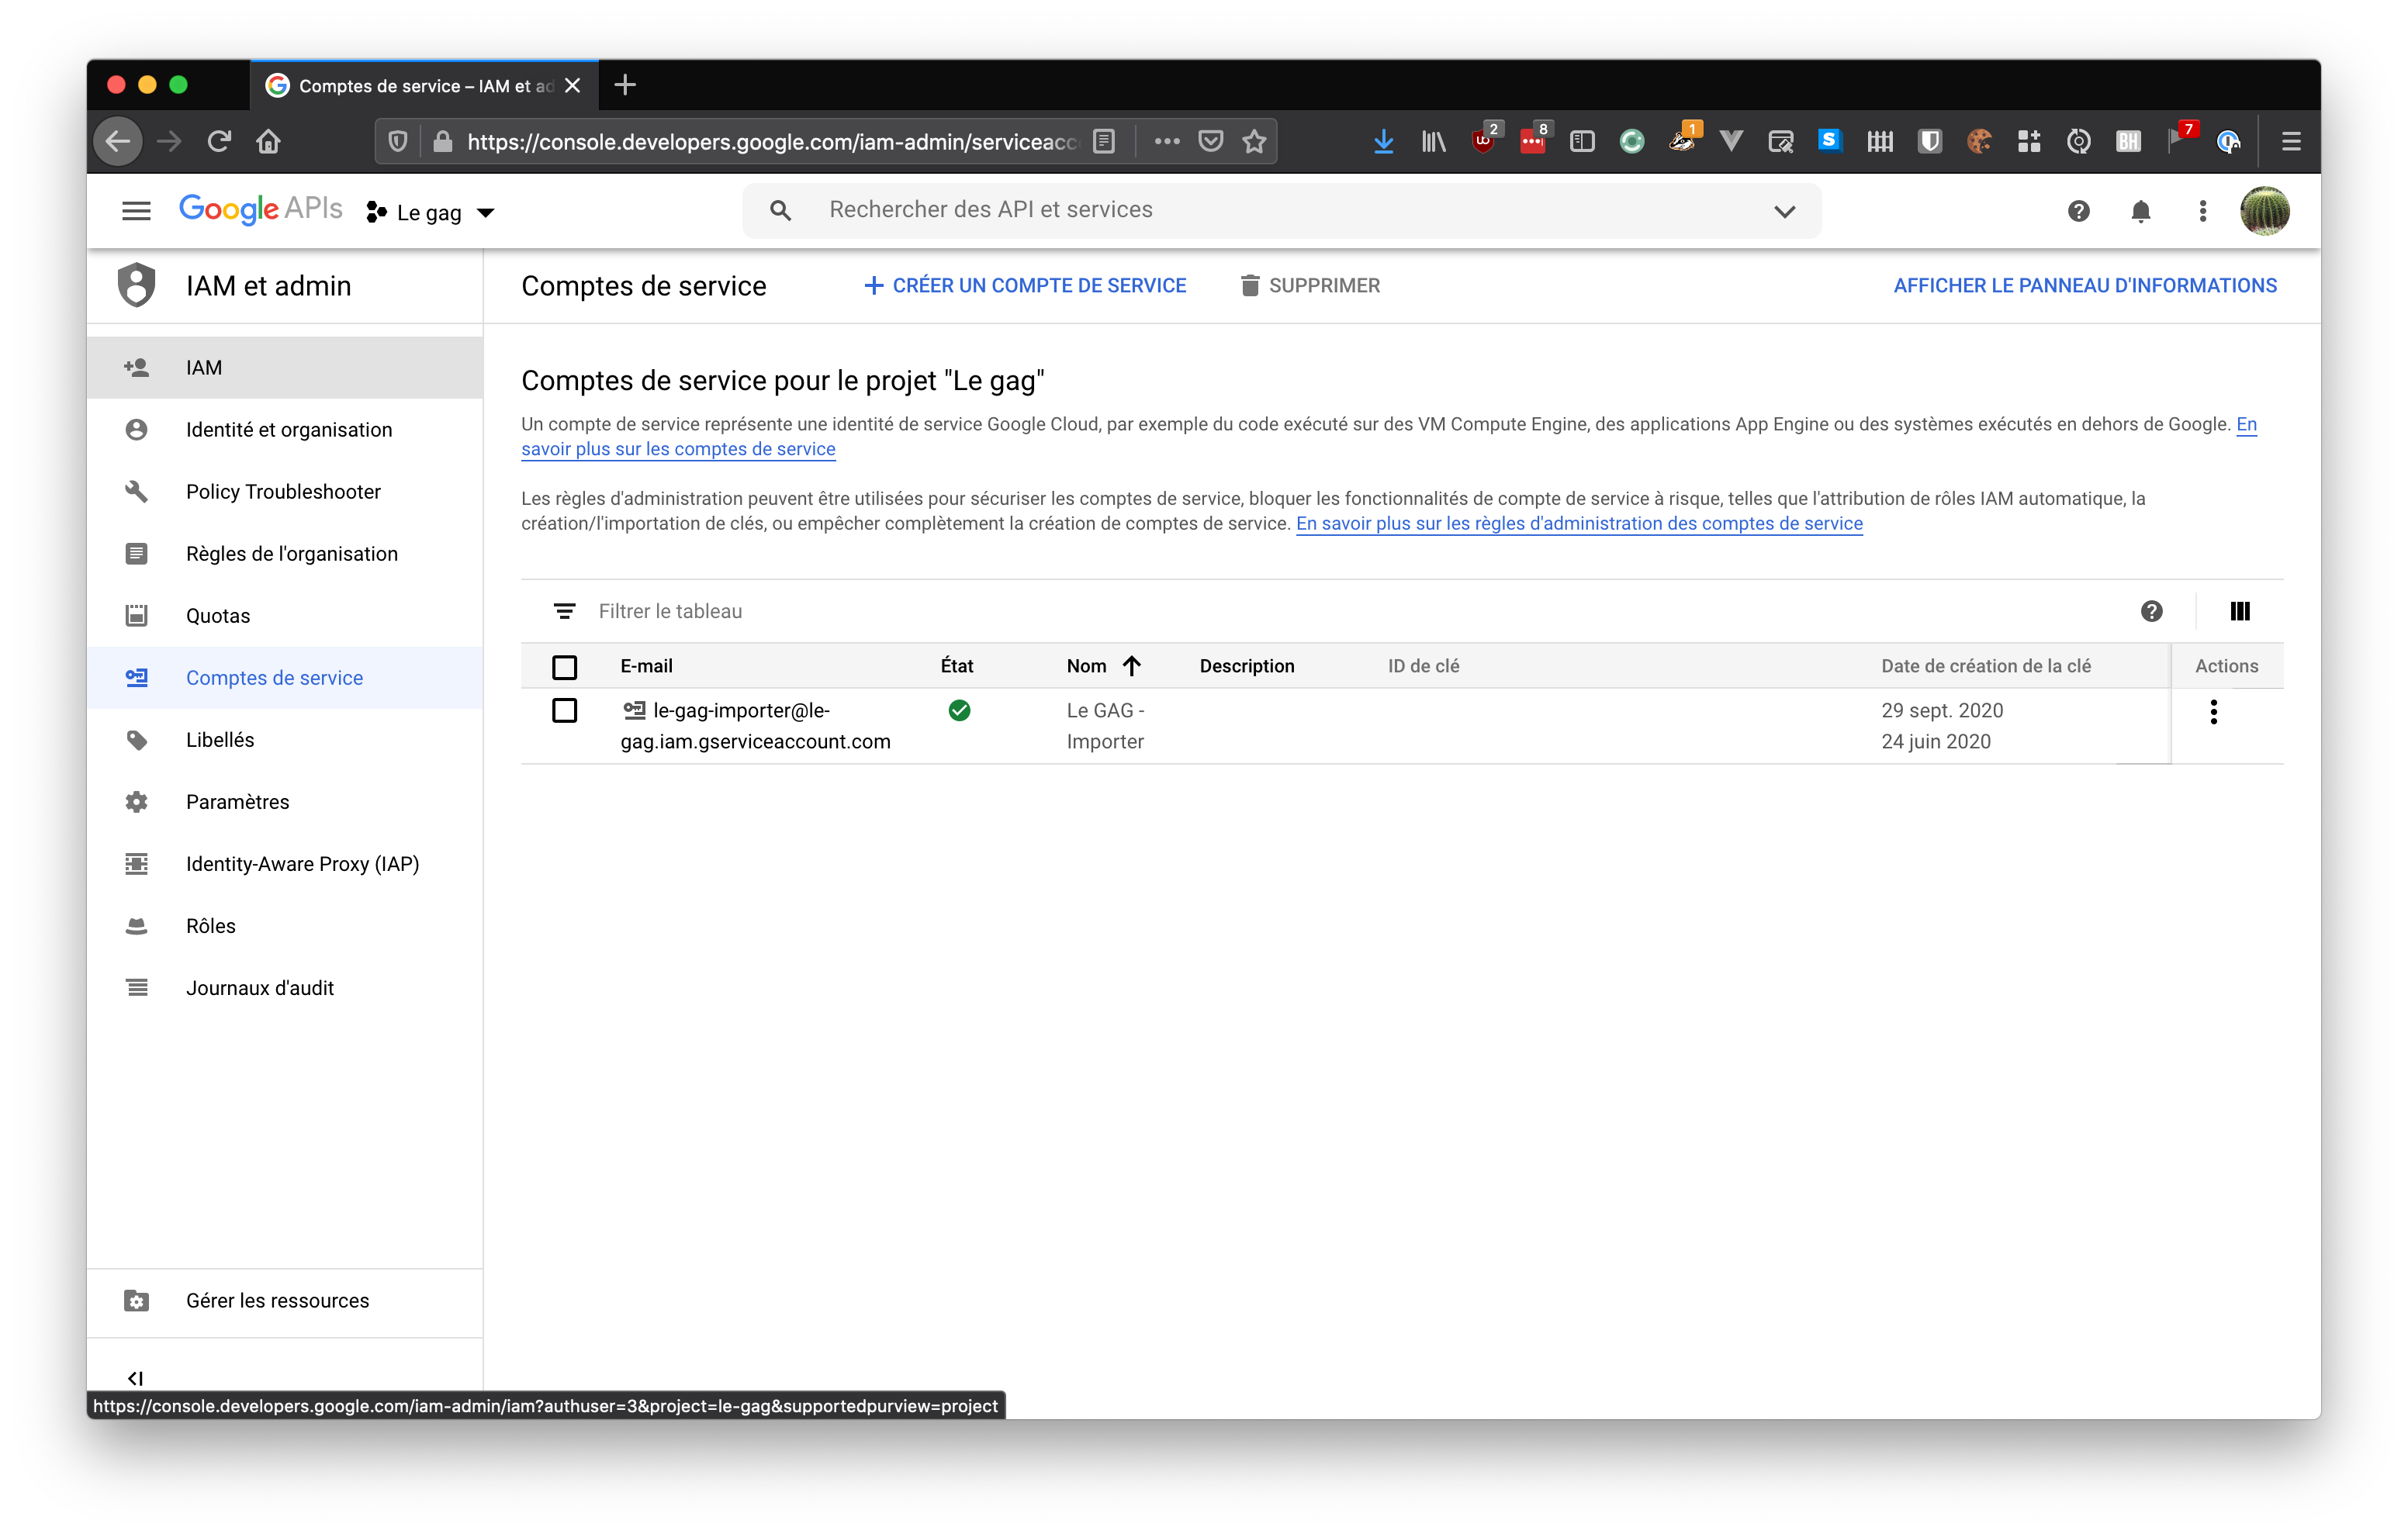 Comptes de service – IAM et ad
https://console.developers.google.com/iam-admin/serviceacc
2
8
1
S
BH
7
Google APIs
Le gag
Rechercher des API et services
IAM et admin
Comptes de service
CRÉER UN COMPTE DE SERVICE
SUPPRIMER
AFFICHER LE PANNEAU D'INFORMATIONS
IAM
Identité et organisation
Policy Troubleshooter
Règles de l'organisation
Quotas
Comptes de service
Libellés
Paramètres
Identity-Aware Proxy (IAP)
Rôles
Journaux d'audit
Gérer les ressources
Comptes de service pour le projet "Le gag"
Un compte de service représente une identité de service Google Cloud, par exemple du code exécuté sur des VM Compute Engine, des applications App Engine ou des systèmes exécutés en dehors de Google. En
savoir plus sur les comptes de service
Les règles d'administration peuvent être utilisées pour sécuriser les comptes de service, bloquer les fonctionnalités de compte de service à risque, telles que l'attribution de rôles IAM automatique, la
création/l'importation de clés, ou empêcher complètement la création de comptes de service. En savoir plus sur les règles d'administration des comptes de service
Filtrer le tableau
E-mail État Nom Description ID de clé Date de création de la clé Actions
le-gag-importer@le- Le GAG - 29 sept. 2020
gag.iam.gserviceaccount.com Importer 24 juin 2020
https://console.developers.google.com/iam-admin/iam?authuser=3&project=le-gag&supportedpurview=project